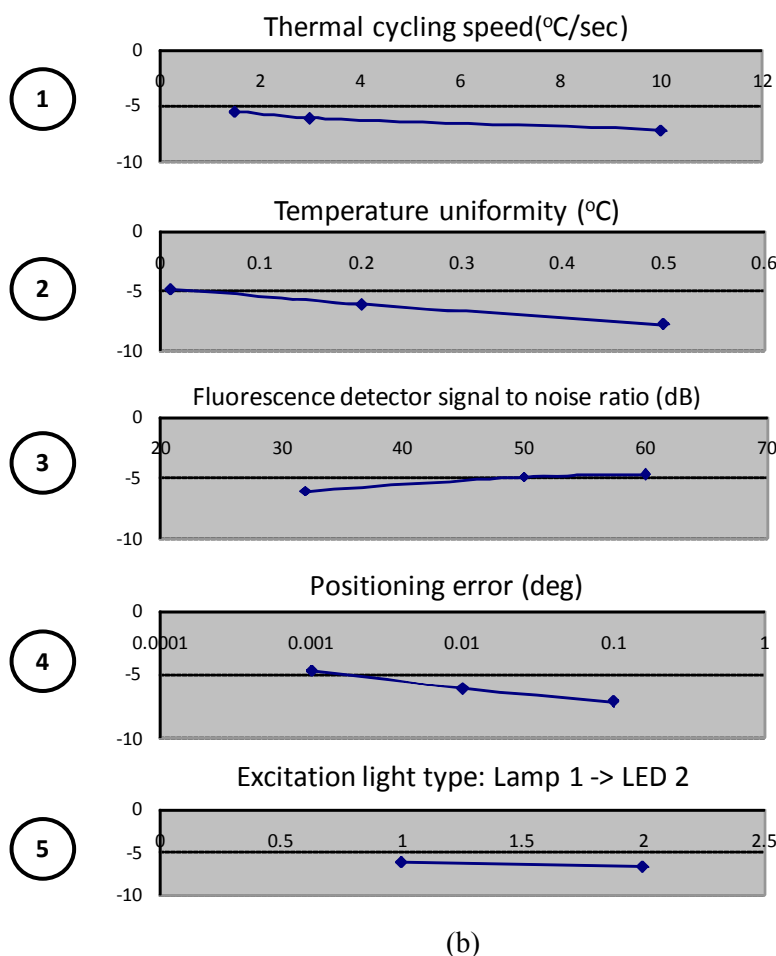 Thermal cycling speed(°C/sec)
0
0 2 4 6 8 10 12
1
-5
-10
Temperature uniformity (°C)
0
0 0.1 0.2 0.3 0.4 0.5 0.6
2
-5
-10
Fluorescence detector signal to noise ratio (dB)
0
20 30 40 50 60 70
3
-5
-10
Positioning error (deg)
0
0.0001 0.001 0.01 0.1 1
4
-5
-10
Excitation light type: Lamp 1 -> LED 2
0
0 0.5 1 1.5 2 2.5
5
-5
-10
(b)